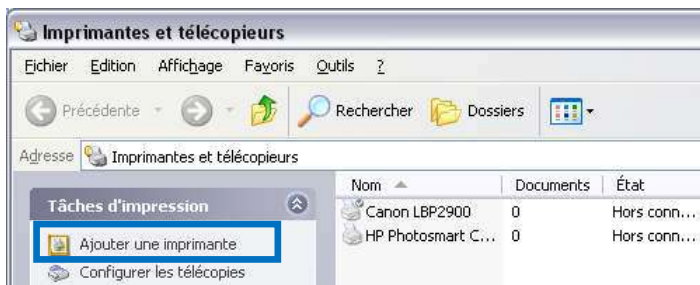 Imprimantes et télécopieurs
Fichier Edition Affichage Favoris Outils ?
Précédente Rechercher Dossiers
Adresse Imprimantes et télécopieurs
Nom Documents État
Tâches d'impression
Canon LBP2900 0 Hors conn...
Ajouter une imprimante
HP Photosmart C... 0 Hors conn...
Configurer les télécopies